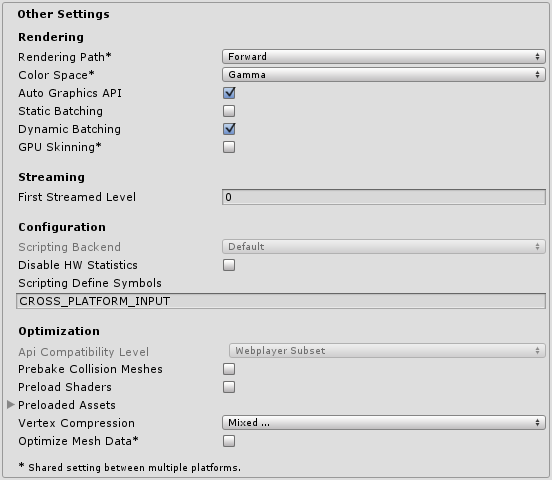 Other Settings
Rendering
Rendering Path* Forward
Color Space* Gamma
Auto Graphics API
Static Batching
Dynamic Batching
GPU Skinning*
Streaming
First Streamed Level 0
Configuration
Scripting Backend Default
Disable HW Statistics
Scripting Define Symbols
CROSS_PLATFORM_INPUT
Optimization
Api Compatibility Level Webplayer Subset
Prebake Collision Meshes
Preload Shaders
Preloaded Assets
Vertex Compression Mixed ...
Optimize Mesh Data*
* Shared setting between multiple platforms.